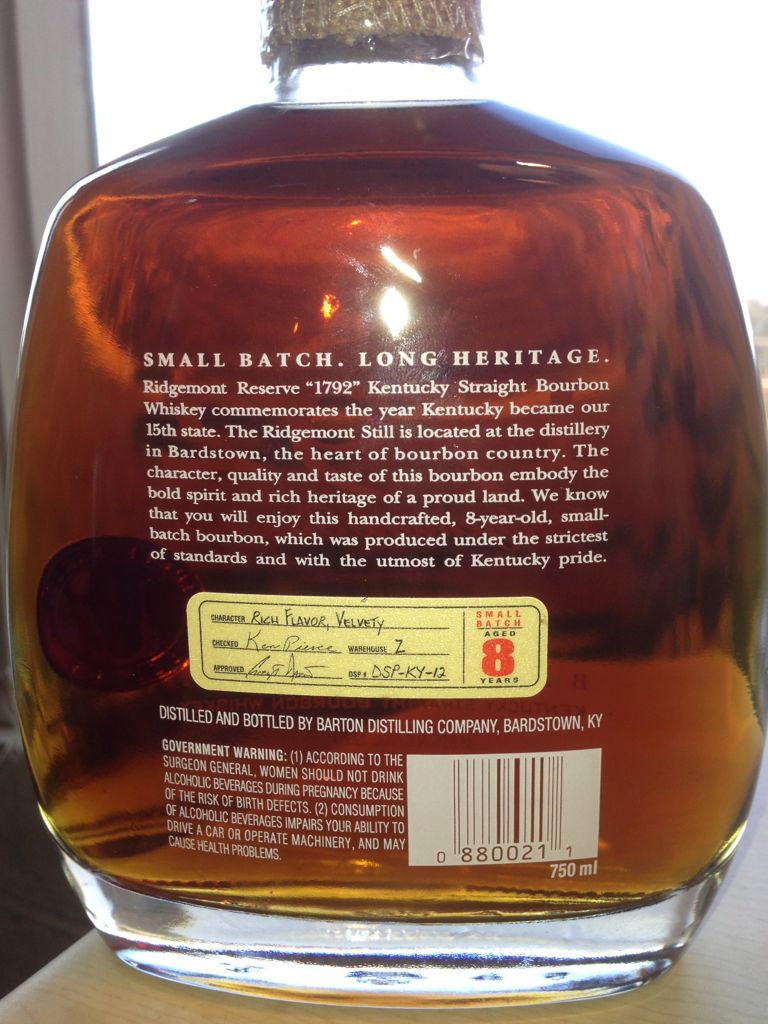 SMALL BATCH. LONG HERITAGE.
Ridgemont Reserve “1792” Kentucky Straight Bourbon
Whiskey commemorates the year Kentucky became our
15th state. The Ridgemont Still is located at the distillery
in Bardstown, the heart of bourbon country. The
character, quality and taste of this bourbon embody the
bold spirit and rich heritage of a proud land. We know
that you will enjoy this handcrafted, 8-year-old, small-
batch bourbon, which was produced under the strictest
of standards and with the utmost of Kentucky pride.
CHARACTER RICH FLAVOR, VELVETY
CHECKED Ken Pierce WAREHOUSE Z
APPROVED DSP# DSP-KY-12
SMALL
BATCH
AGED
8
YEARS
DISTILLED AND BOTTLED BY BARTON DISTILLING COMPANY, BARDSTOWN, KY
GOVERNMENT WARNING: (1) ACCORDING TO THE
SURGEON GENERAL, WOMEN SHOULD NOT DRINK
ALCOHOLIC BEVERAGES DURING PREGNANCY BECAUSE
OF THE RISK OF BIRTH DEFECTS. (2) CONSUMPTION
OF ALCOHOLIC BEVERAGES IMPAIRS YOUR ABILITY TO
DRIVE A CAR OR OPERATE MACHINERY, AND MAY
CAUSE HEALTH PROBLEMS.
0 880021 1
750 ml